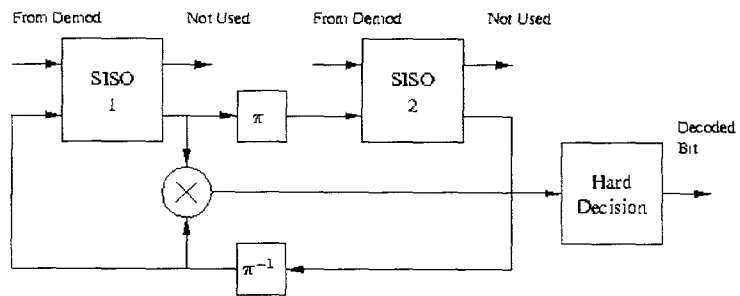 From Demod
Not Used
From Demod
Not Used
SISO
1
π
SISO
2
Decoded
Bit
Hard
Decision
π⁻¹